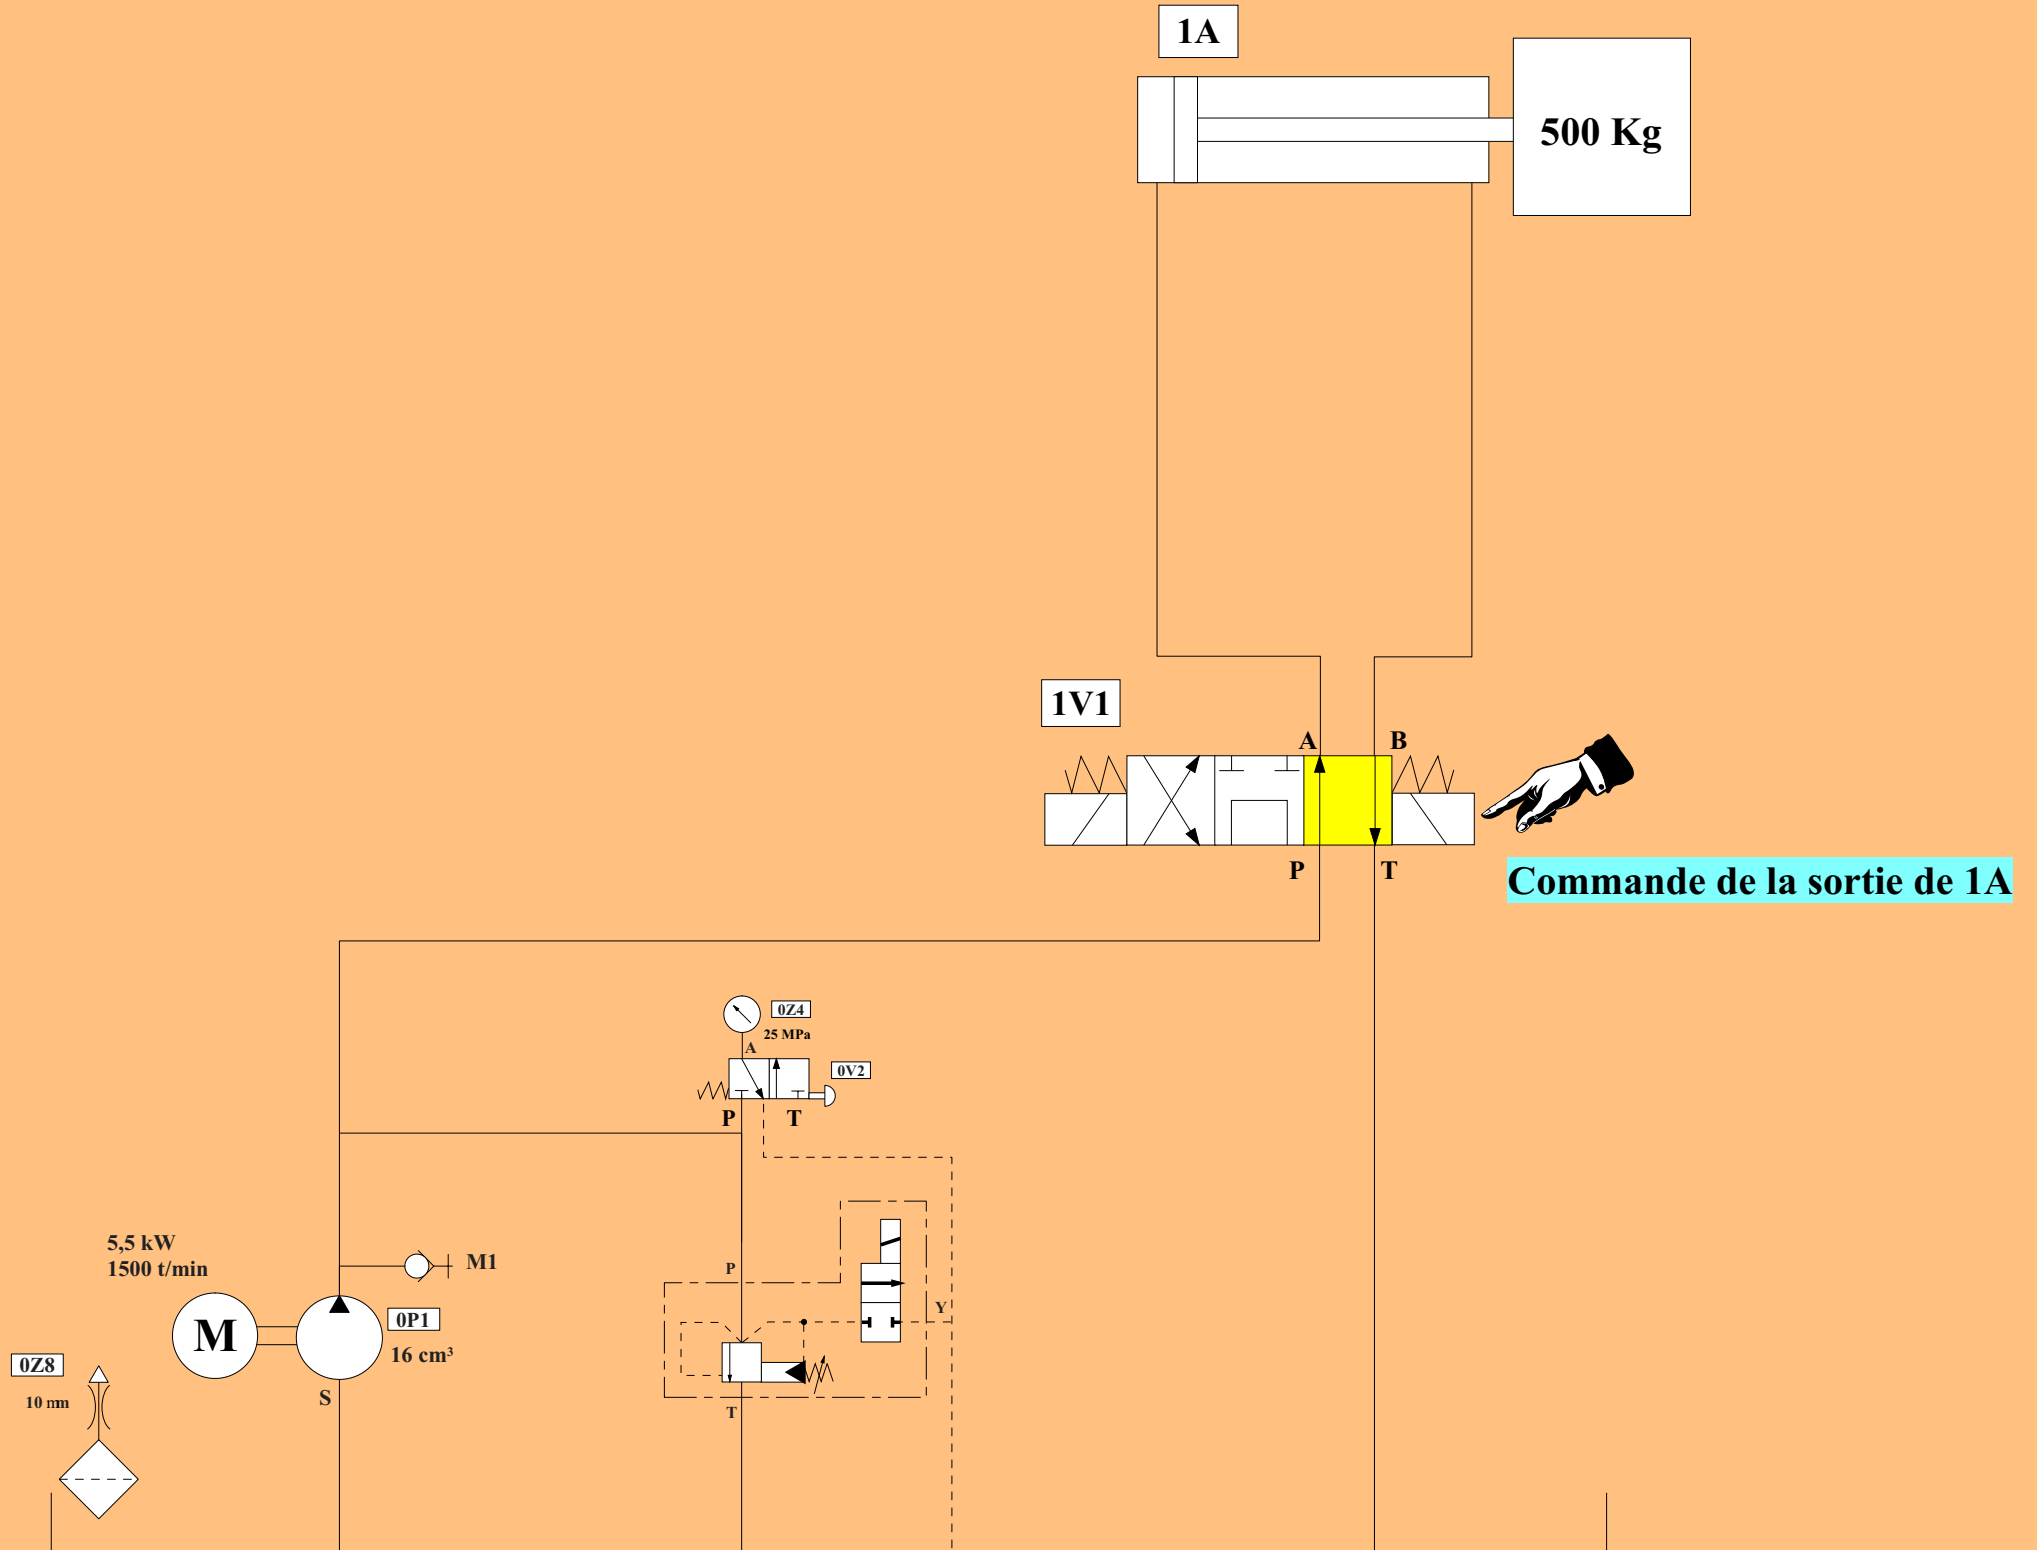 1A
500 Kg
1V1
A
B
P
T
Commande de la sortie de 1A
0Z4
25 MPa
A
0V2
P
T
5,5 kW
1500 t/min
M1
P
Y
M
0P1
16 cm³
0Z8
10 mm
S
T